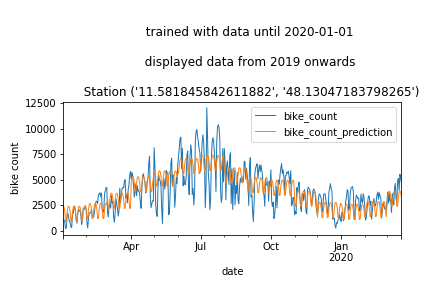 trained with data until 2020-01-01
displayed data from 2019 onwards
Station ('11.581845842611882', '48.13047183798265')
12500
10000
7500
5000
2500
0
bike count
bike_count
bike_count_prediction
Apr
Jul
Oct
Jan
2020
date